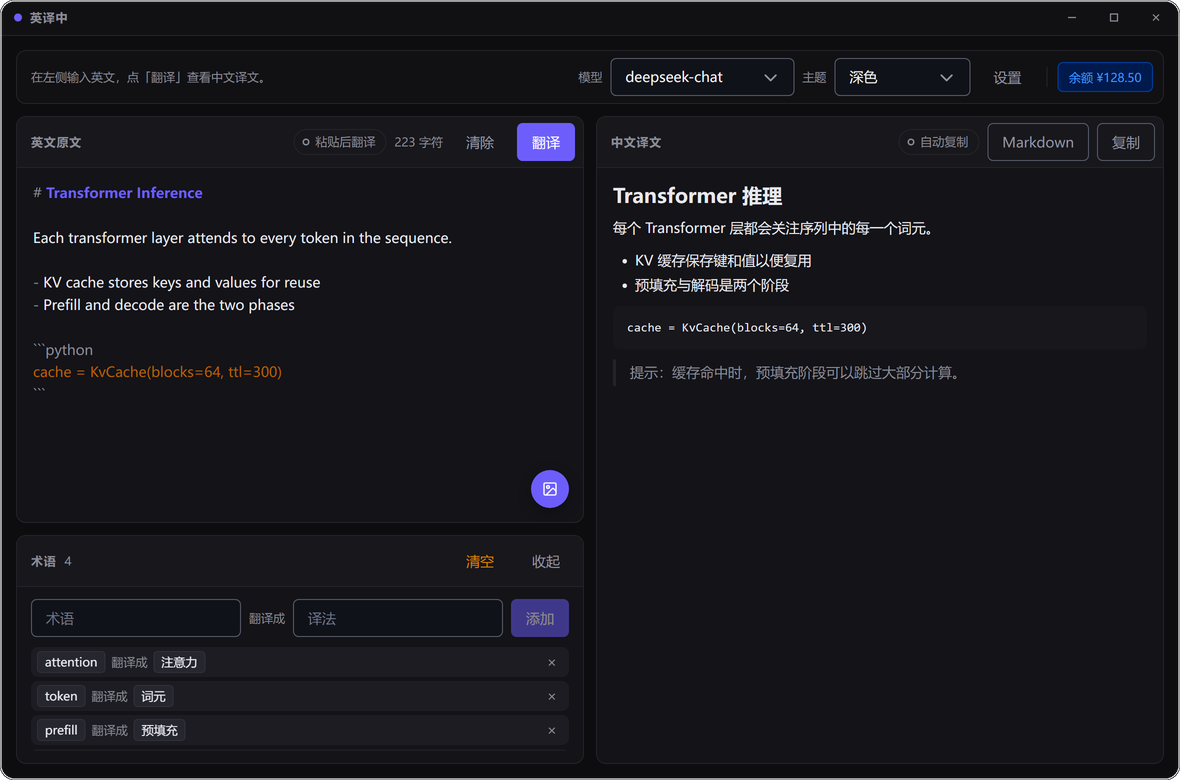 英译中
在左侧输入英文，点「翻译」查看中文译文。
模型 deepseek-chat 主题 深色 设置 余额 ¥128.50
英文原文 粘贴后翻译 223 字符 清除 翻译
# Transformer Inference
Each transformer layer attends to every token in the sequence.
- KV cache stores keys and values for reuse
- Prefill and decode are the two phases
```python
cache = KvCache(blocks=64, ttl=300)
```
术语 4 清空 收起
术语 翻译成 译法 添加
attention 翻译成 注意力 ×
token 翻译成 词元 ×
prefill 翻译成 预填充 ×
中文译文 自动复制 Markdown 复制
Transformer 推理
每个 Transformer 层都会关注序列中的每一个词元。
• KV 缓存保存键和值以便复用
• 预填充与解码是两个阶段
cache = KvCache(blocks=64, ttl=300)
提示：缓存命中时，预填充阶段可以跳过大部分计算。